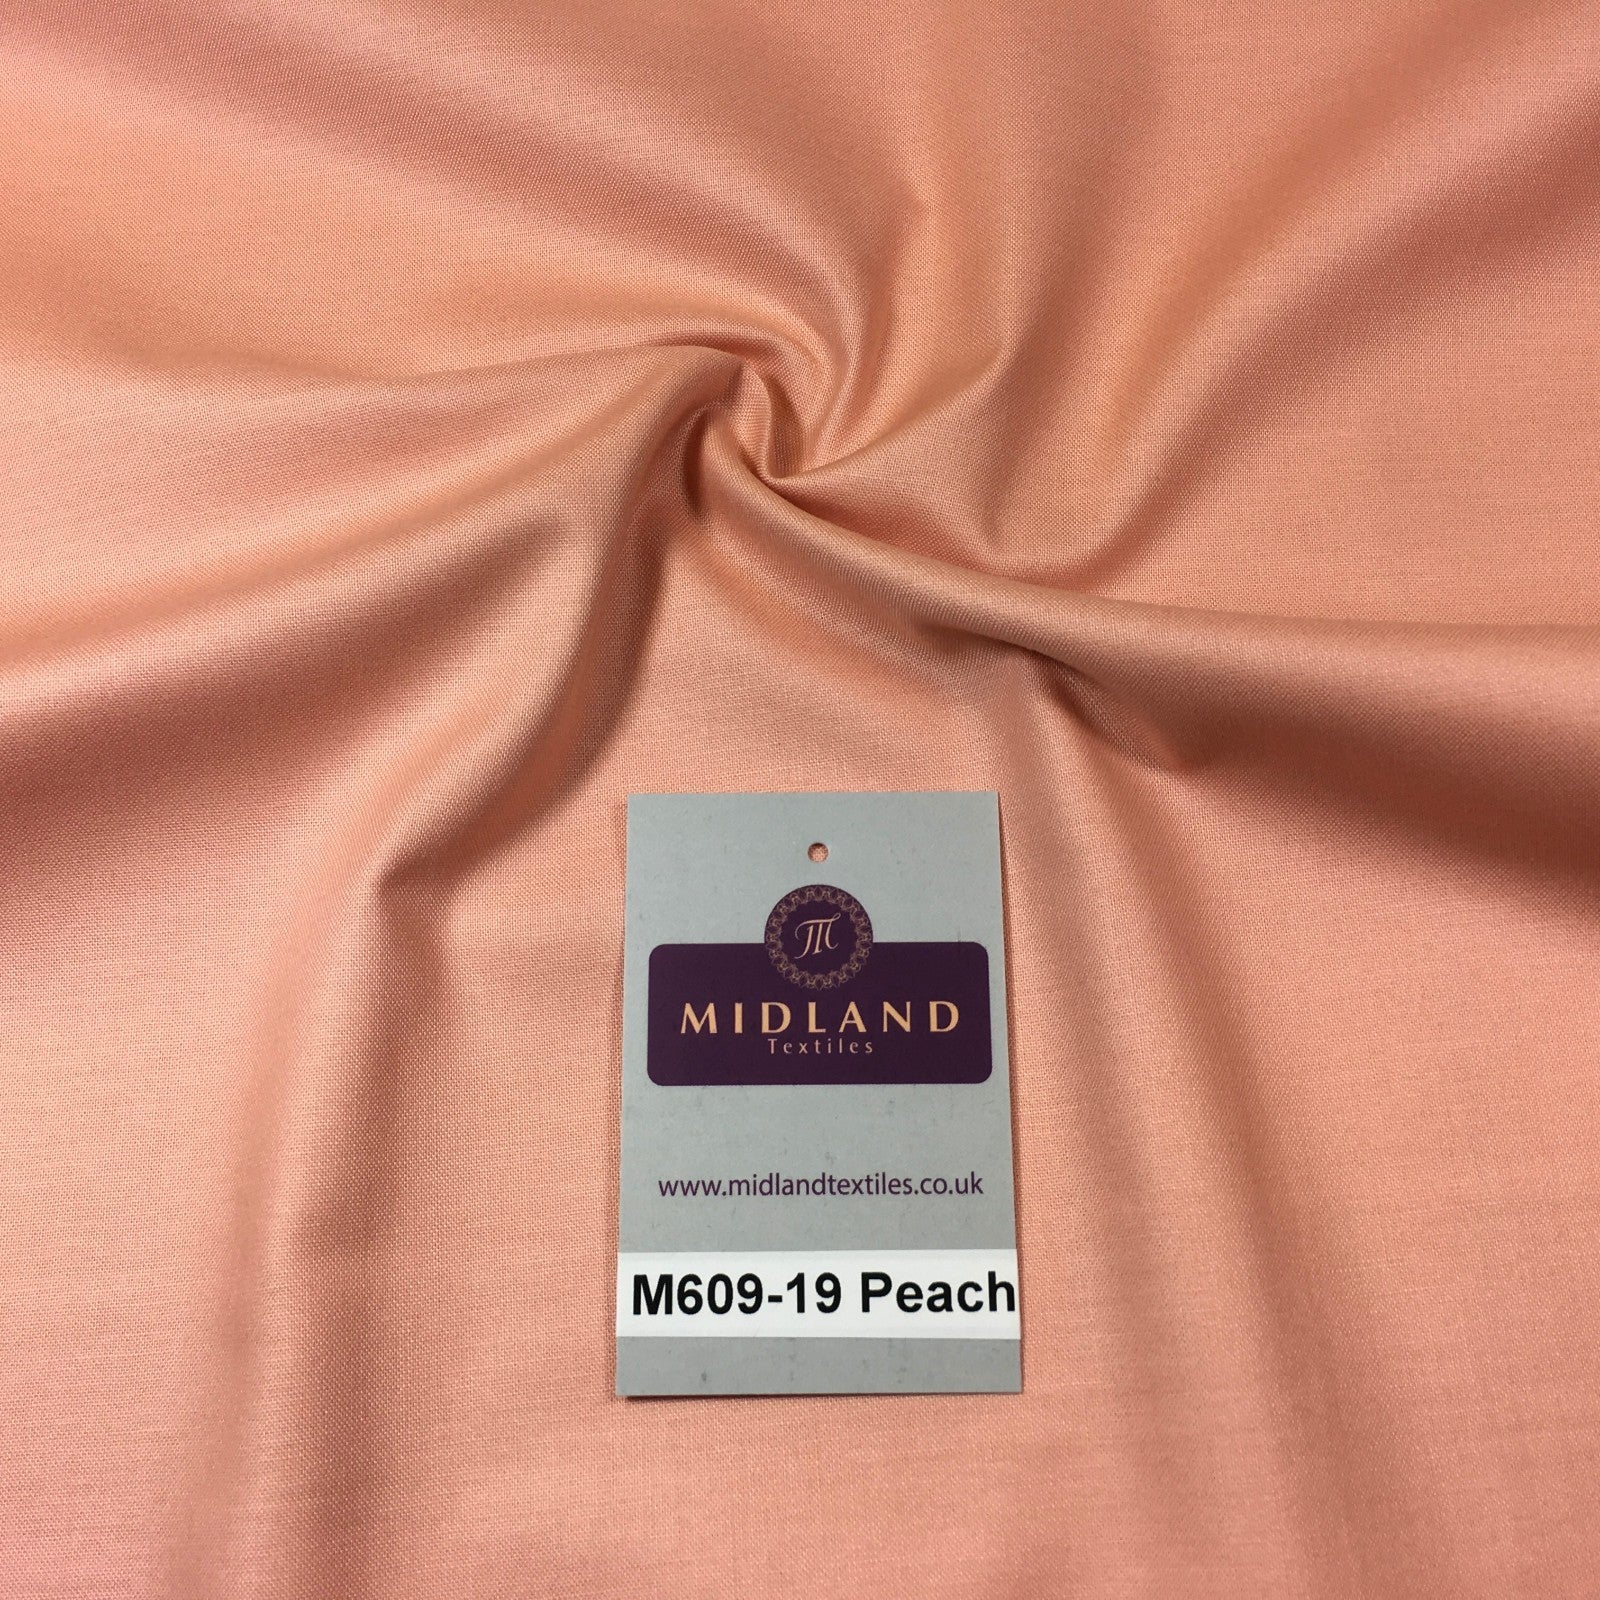 M
MIDLAND
Textiles
www.midlandtextiles.co.uk
M609-19 Peach